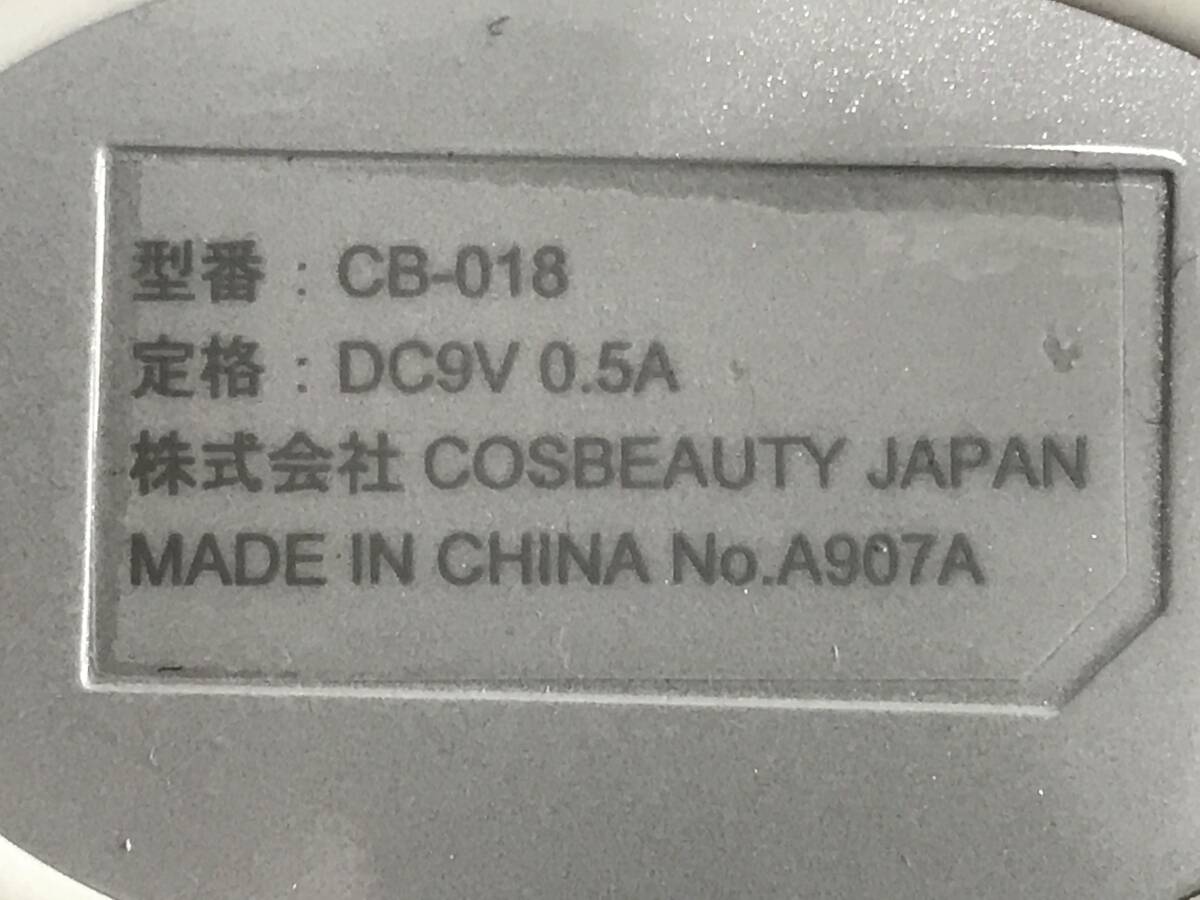 型番：CB-018
定格：DC9V 0.5A
株式会社 COSBEAUTY JAPAN
MADE IN CHINA No.A907A